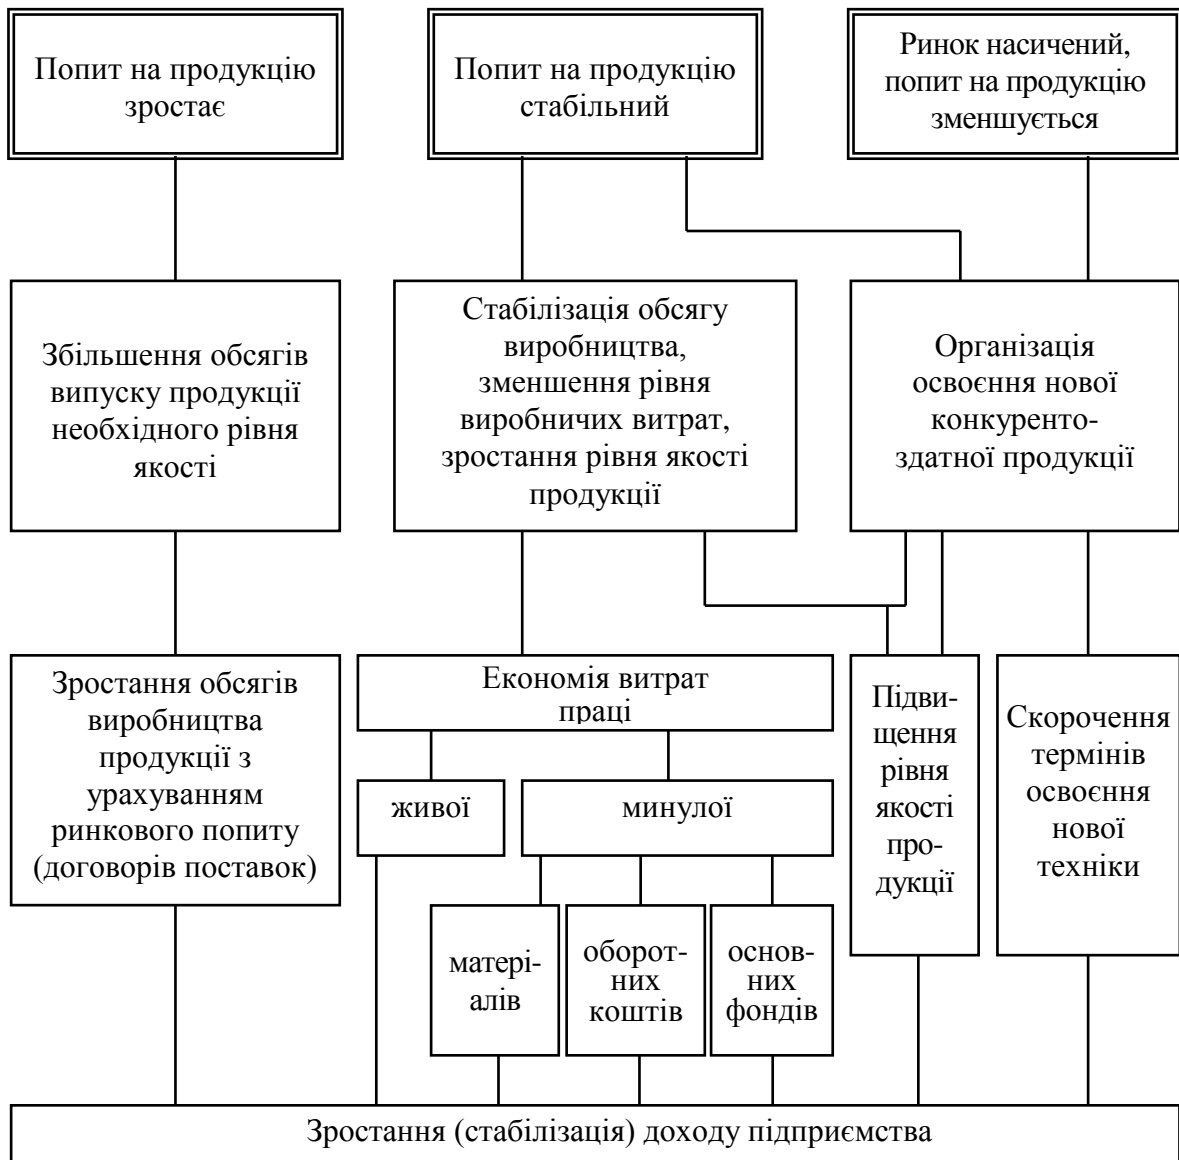 Попит на продукцію
зростає
Попит на продукцію
стабільний
Ринок насичений,
попит на продукцію
зменшується
Збільшення обсягів
випуску продукції
необхідного рівня
якості
Стабілізація обсягу
виробництва,
зменшення рівня
виробничих витрат,
зростання рівня якості
продукції
Організація
освоєння нової
конкуренто-
здатної продукції
Зростання обсягів
виробництва
продукції з
урахуванням
ринкового попиту
(договорів поставок)
Економія витрат
праці
живої
минулої
матері-
алів
оборот-
них
коштів
основ-
них
фондів
Підви-
щення
рівня
якості
про-
дукції
Скорочення
термінів
освоєння
нової
техніки
Зростання (стабілізація) доходу підприємства